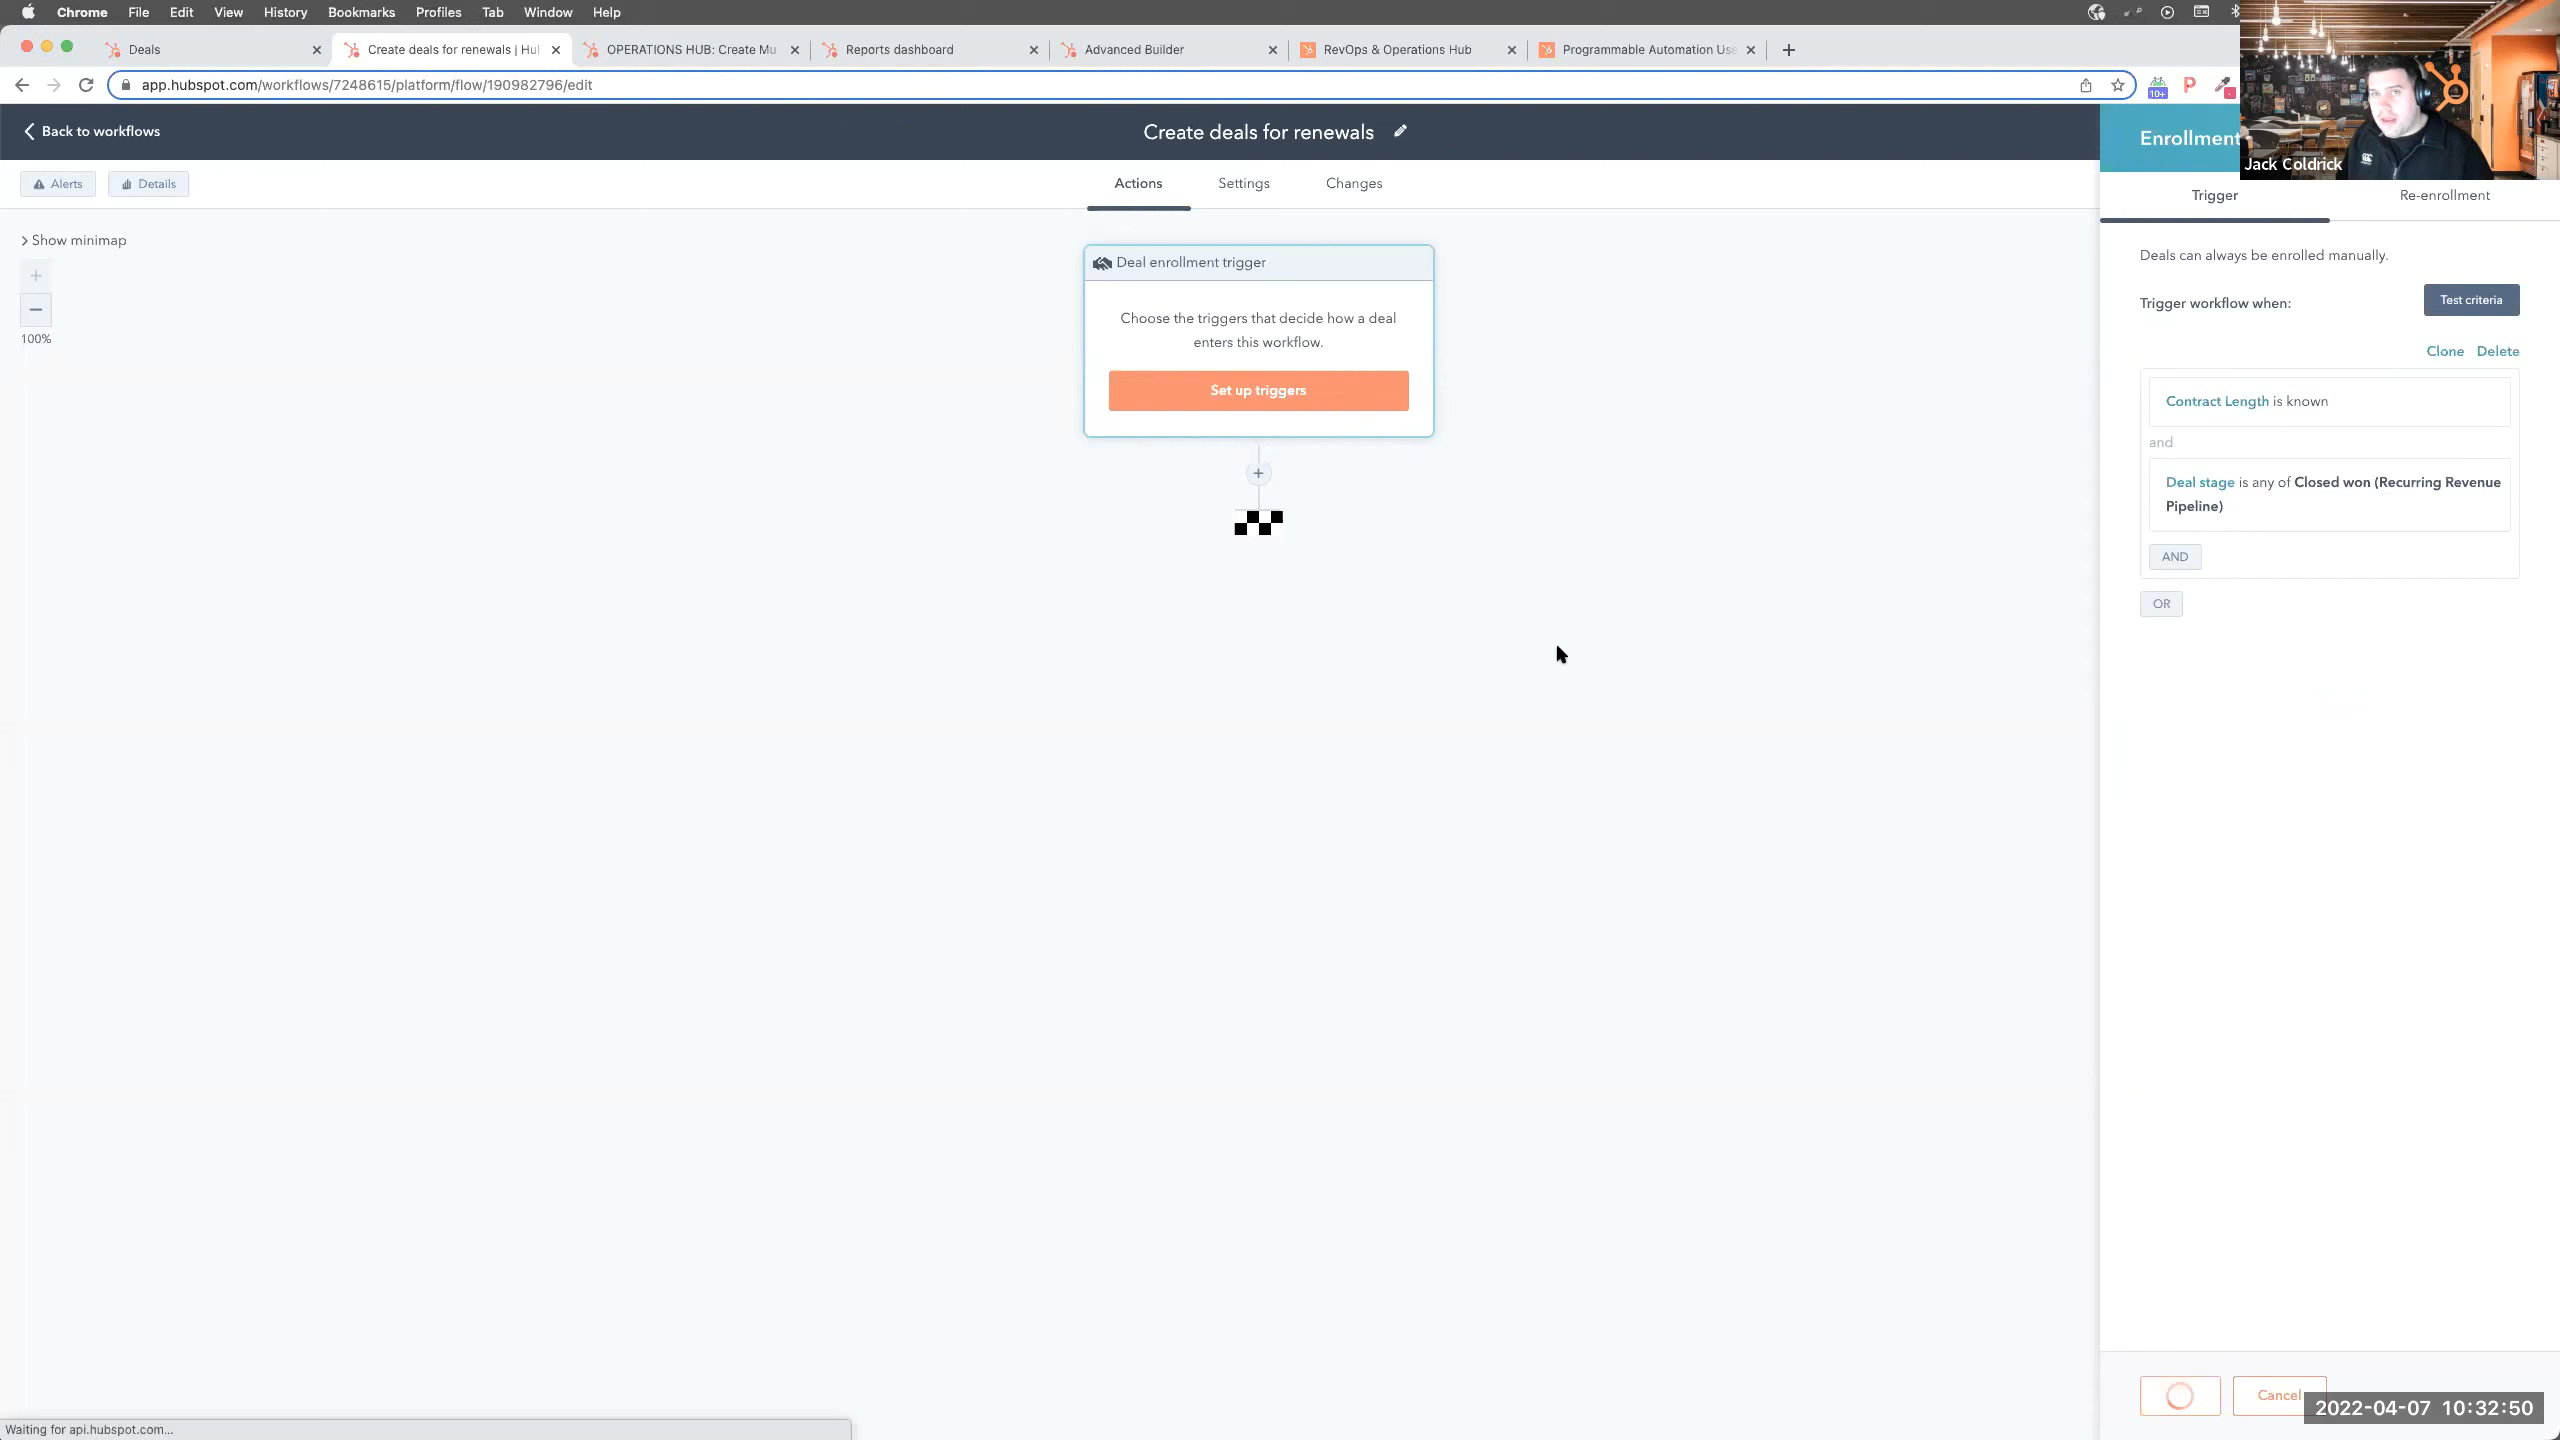 Chrome File Edit View History Bookmarks Profiles Tab Window Help
Deals
Create deals for renewals | Hul
OPERATIONS HUB: Create Mu
Reports dashboard
Advanced Builder
RevOps & Operations Hub
Programmable Automation Use
app.hubspot.com/workflows/7248615/platform/flow/190982796/edit
10+
Back to workflows
Create deals for renewals
Enrollment
Jack Coldrick
Alerts
Details
Actions
Settings
Changes
Trigger
Re-enrollment
Show minimap
100%
Deal enrollment trigger
Choose the triggers that decide how a deal
enters this workflow.
Set up triggers
Deals can always be enrolled manually.
Trigger workflow when:
Test criteria
Clone Delete
Contract Length is known
and
Deal stage is any of Closed won (Recurring Revenue
Pipeline)
AND
OR
Cancel
2022-04-07 10:32:50
Waiting for api.hubspot.com...